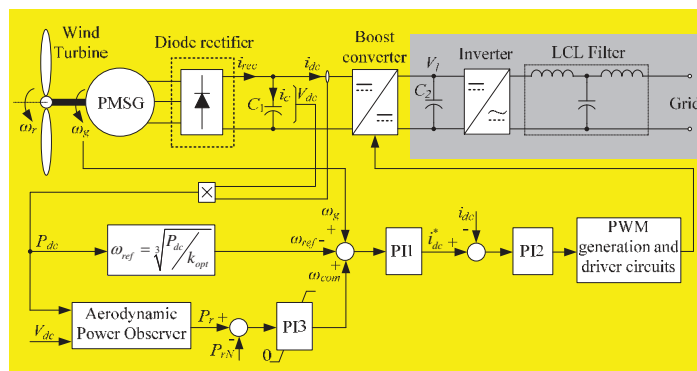 Wind
Turbine
Diode rectifier
Boost
converter
Inverter
LCL Filter
PMSG
i_rec
i_dc
i_c
V_dc
C_1
V_l
C_2
Grid
ω_r
ω_g
×
P_dc
ω_ref = ∛P_dc/k_opt
ω_g
+
ω_ref -
+
ω_com
PI1
i*_dc +
i_dc
-
PI2
PWM
generation and
driver circuits
Aerodynamic
Power Observer
V_dc
P_r +
-
P_rN
PI3
0